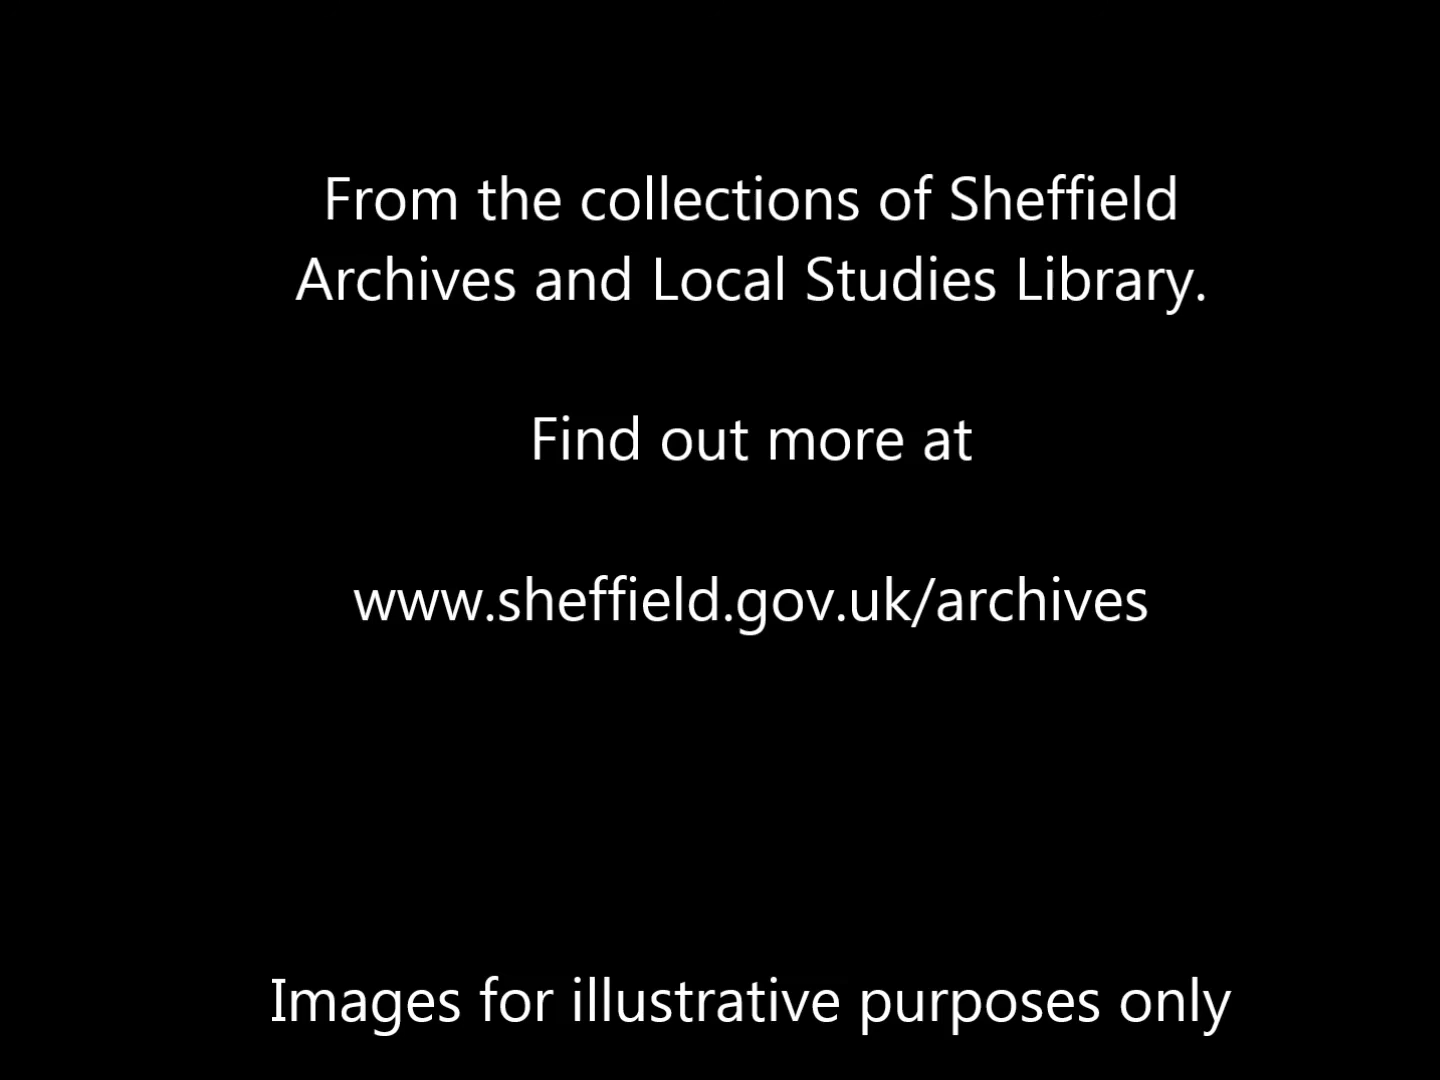 From the collections of Sheffield
Archives and Local Studies Library.
Find out more at
www.sheffield.gov.uk/archives
Images for illustrative purposes only